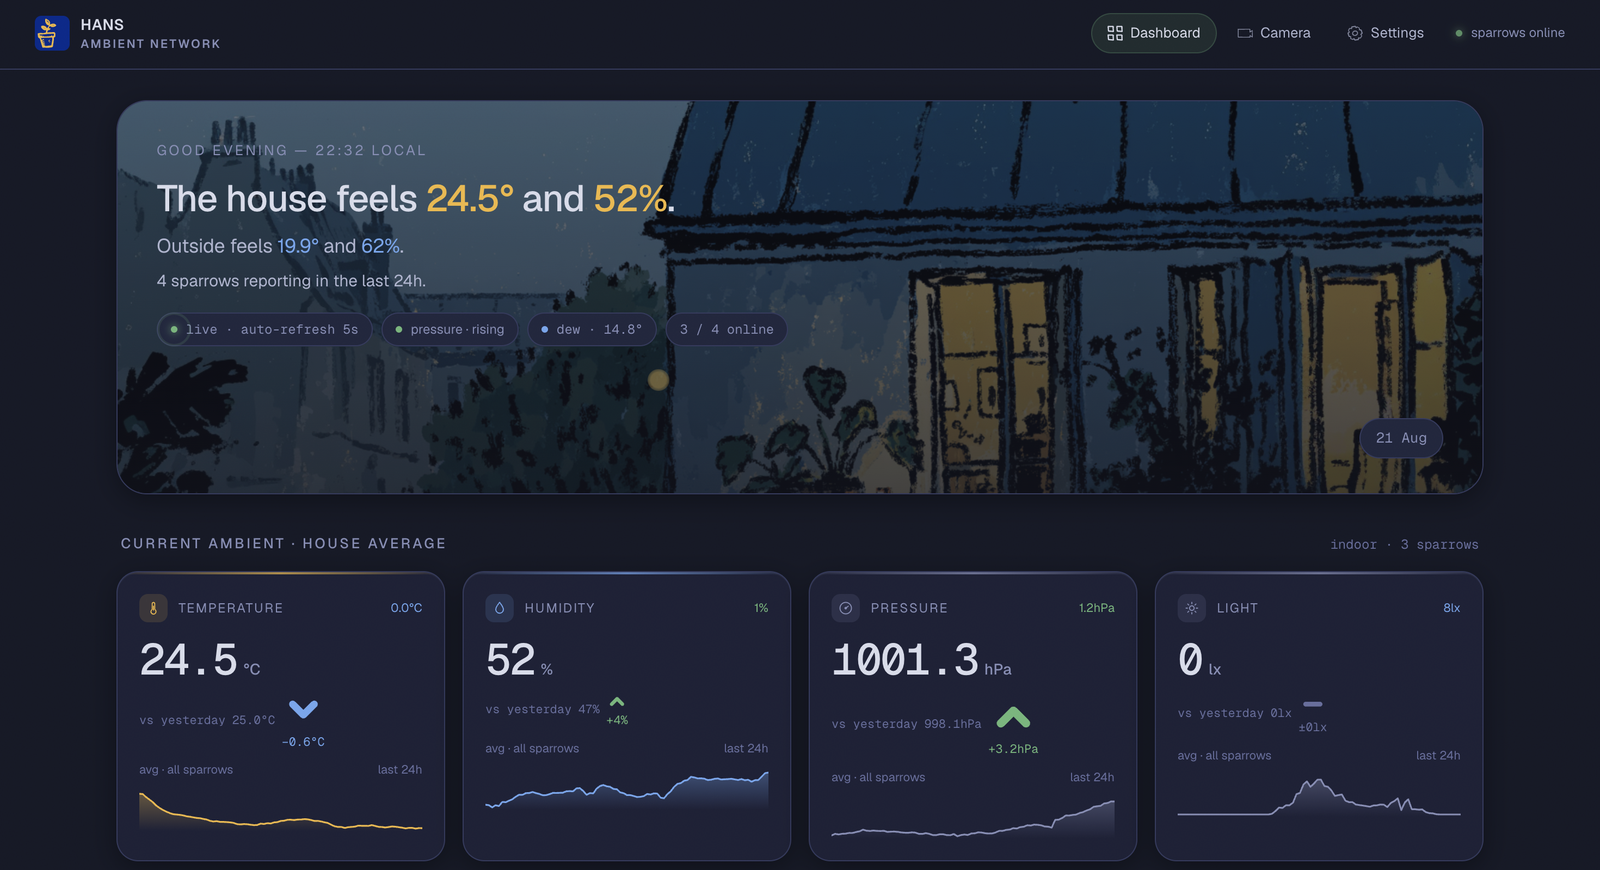 HANS
AMBIENT NETWORK
Dashboard
Camera
Settings
sparrows online
GOOD EVENING — 22:32 LOCAL
The house feels 24.5° and 52%.
Outside feels 19.9° and 62%.
4 sparrows reporting in the last 24h.
live · auto-refresh 5s
pressure · rising
dew · 14.8°
3 / 4 online
21 Aug
CURRENT AMBIENT · HOUSE AVERAGE
indoor · 3 sparrows
TEMPERATURE
0.0°C
24.5 °C
vs yesterday 25.0°C
−0.6°C
avg · all sparrows
last 24h
HUMIDITY
1%
52 %
vs yesterday 47%
+4%
avg · all sparrows
last 24h
PRESSURE
1.2hPa
1001.3 hPa
vs yesterday 998.1hPa
+3.2hPa
avg · all sparrows
last 24h
LIGHT
8lx
0 lx
vs yesterday 0lx
±0lx
avg · all sparrows
last 24h